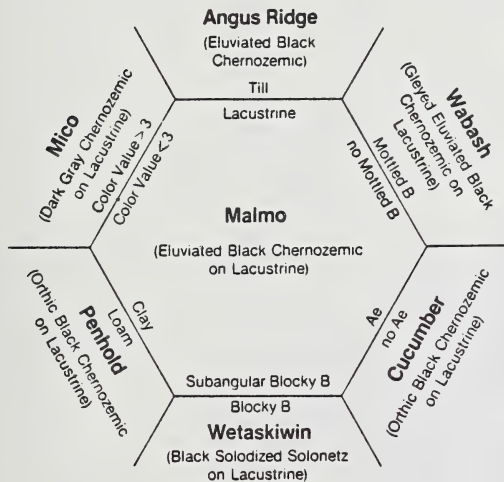 Angus Ridge
(Eluviated Black
Chernozemic)
Till
Lacustrine
Mico
(Dark Gray Chernozemic
on Lacustrine)
Color Value > 3
Color Value < 3
Wabash
(Gleyed Eluviated Black
Chernozemic on
Lacustrine)
Mottled B
no Mottled B
Malmo
(Eluviated Black Chernozemic
on Lacustrine)
Clay
Loam
Penhold
(Orthic Black Chernozemic
on Lacustrine)
Ae
no Ae
Cucumber
(Orthic Black Chernozemic
on Lacustrine)
Subangular Blocky B
Blocky B
Wetaskiwin
(Black Solodized Solonetz
on Lacustrine)